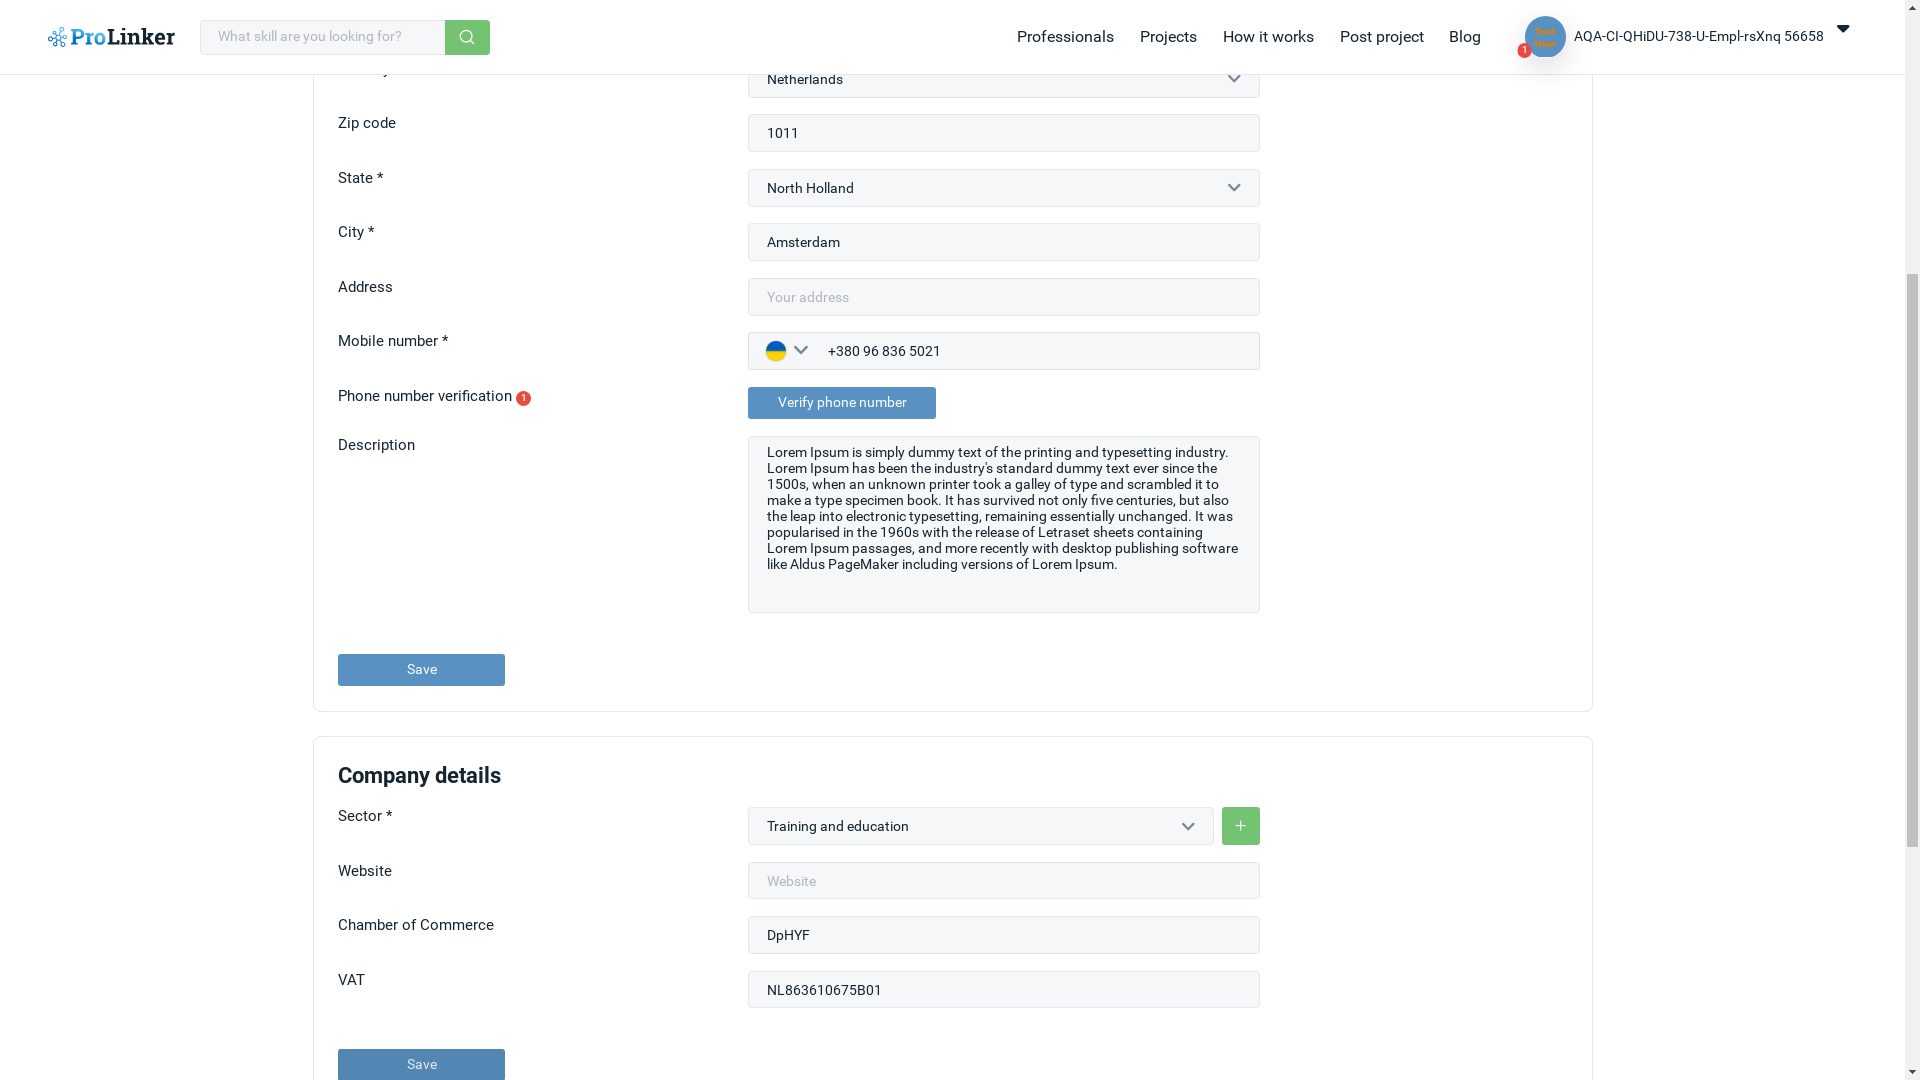 ProLinker
What skill are you looking for?
Professionals
Projects
How it works
Post project
Blog
Test
User
1
AQA-CI-QHiDU-738-U-Empl-rsXnq 56658
Netherlands
Zip code
1011
State *
North Holland
City *
Amsterdam
Address
Your address
Mobile number *
+380 96 836 5021
Phone number verification 1
Verify phone number
Description
Lorem Ipsum is simply dummy text of the printing and typesetting industry.
Lorem Ipsum has been the industry's standard dummy text ever since the
1500s, when an unknown printer took a galley of type and scrambled it to
make a type specimen book. It has survived not only five centuries, but also
the leap into electronic typesetting, remaining essentially unchanged. It was
popularised in the 1960s with the release of Letraset sheets containing
Lorem Ipsum passages, and more recently with desktop publishing software
like Aldus PageMaker including versions of Lorem Ipsum.
Save
Company details
Sector *
Training and education
+
Website
Website
Chamber of Commerce
DpHYF
VAT
NL863610675B01
Save